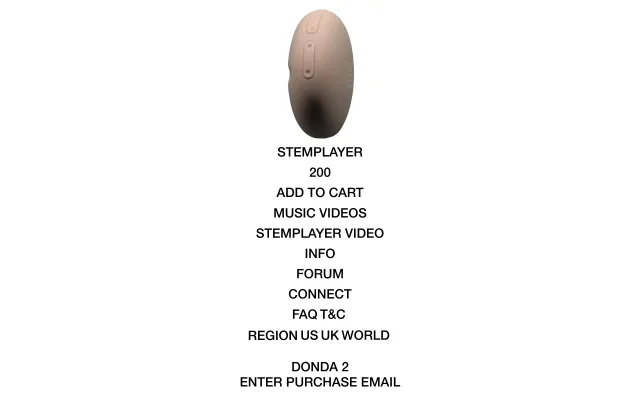 STEMPLAYER
200
ADD TO CART
MUSIC VIDEOS
STEMPLAYER VIDEO
INFO
FORUM
CONNECT
FAQ T&C
REGION US UK WORLD
DONDA 2
ENTER PURCHASE EMAIL